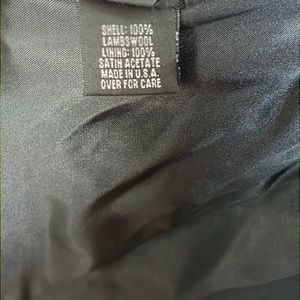 SHELL: 100%
LAMBSWOOL
LINING: 100%
SATIN ACETATE
MADE IN U.S.A.
OVER FOR CARE